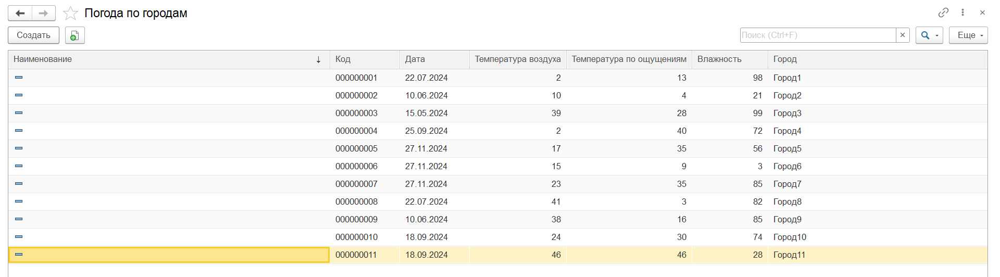 Погода по городам
Создать Поиск (Ctrl+F) × Еще
Наименование ↓ Код Дата Температура воздуха Температура по ощущениям Влажность Город
000000001 22.07.2024 2 13 98 Город1
000000002 10.06.2024 10 4 21 Город2
000000003 15.05.2024 39 28 99 Город3
000000004 25.09.2024 2 40 72 Город4
000000005 27.11.2024 17 35 56 Город5
000000006 27.11.2024 15 9 3 Город6
000000007 27.11.2024 23 35 85 Город7
000000008 22.07.2024 41 3 82 Город8
000000009 10.06.2024 38 16 85 Город9
000000010 18.09.2024 24 30 74 Город10
000000011 18.09.2024 46 46 28 Город11